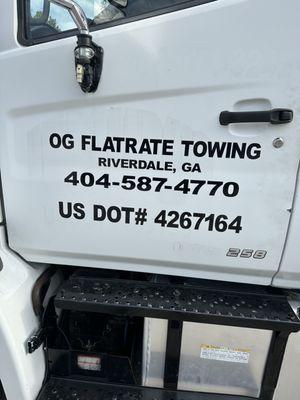 OG FLATRATE TOWING
RIVERDALE, GA
404-587-4770
US DOT# 4267164
258